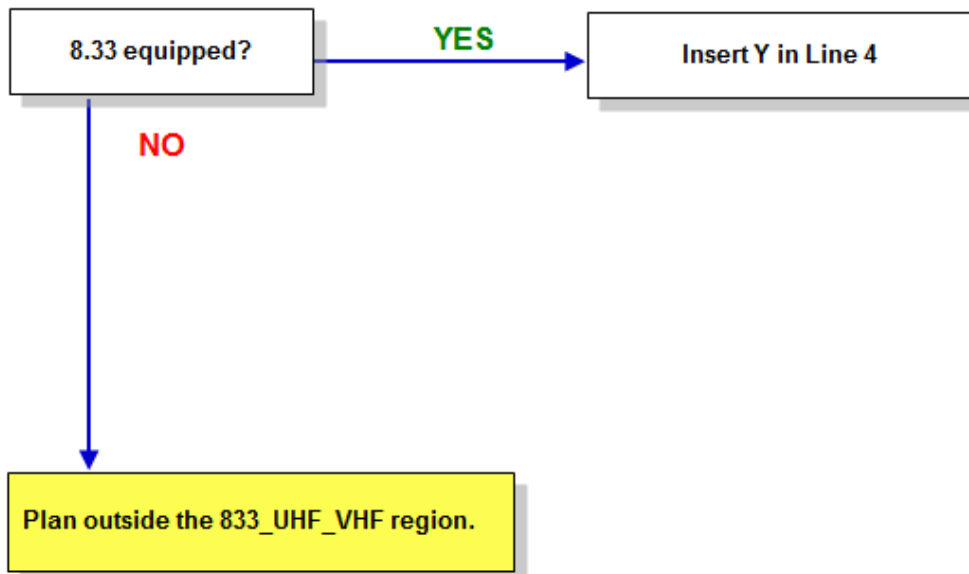 8.33 equipped?
YES
Insert Y in Line 4
NO
Plan outside the 833_UHF_VHF region.